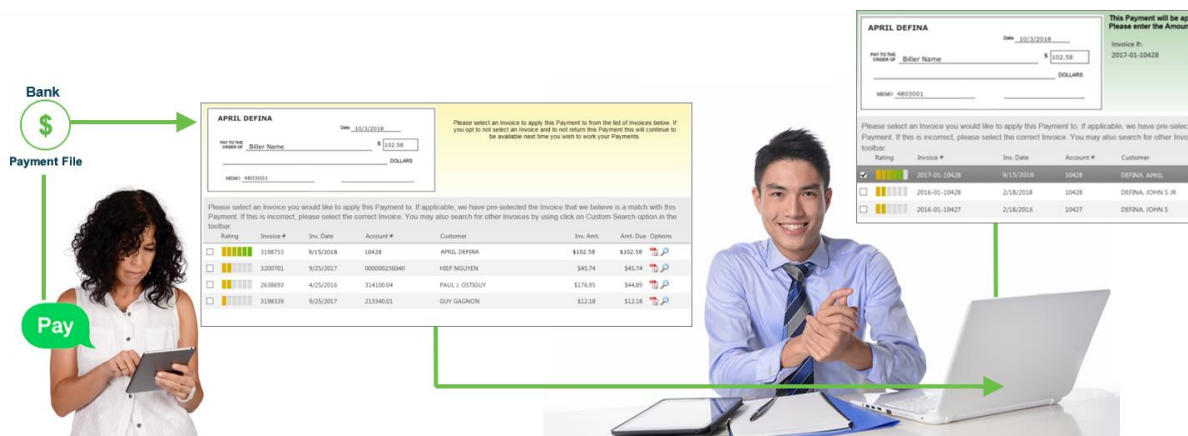 Bank
$
Payment File
Pay
APRIL DEFINA
Date 10/3/2018
PAY TO THE
ORDER OF Biller Name $ 102.58
DOLLARS
MEMO 4803001
Please select an Invoice to apply this Payment to from the list of Invoices below. If
you opt to not select an Invoice and to not return this Payment this will continue to
be available next time you wish to work your Payments.
Please select an Invoice you would like to apply this Payment to. If applicable, we have pre-selected the Invoice that we believe is a match with this
Payment. If this is incorrect, please select the correct Invoice. You may also search for other Invoices by using click on Custom Search option in the
toolbar.
Rating Invoice # Inv. Date Account # Customer Inv. Amt. Amt. Due Options
3198753 9/15/2018 10428 APRIL DEFINA $102.58 $102.58
3200701 9/25/2017 000000236040 HIEP NGUYEN $45.74 $45.74
2638693 4/25/2016 314100.04 PAUL J. OSTIGUY $176.95 $44.89
3198339 9/25/2017 213340.01 GUY GAGNON $12.18 $12.18
APRIL DEFINA
Date 10/3/2018
PAY TO THE
ORDER OF Biller Name $ 102.58
DOLLARS
MEMO 4803001
This Payment will be ap
Please enter the Amoun
Invoice #:
2017-01-10428
Please select an Invoice you would like to apply this Payment to. If applicable, we have pre-selec
Payment. If this is incorrect, please select the correct Invoice. You may also search for other Invo
toolbar.
Rating Invoice # Inv. Date Account # Customer
2017-01-10428 9/15/2018 10428 DEFINA, APRIL
2016-01-10428 2/18/2018 10428 DEFINA, JOHN S JR
2016-01-10427 2/18/2018 10427 DEFINA, JOHN S